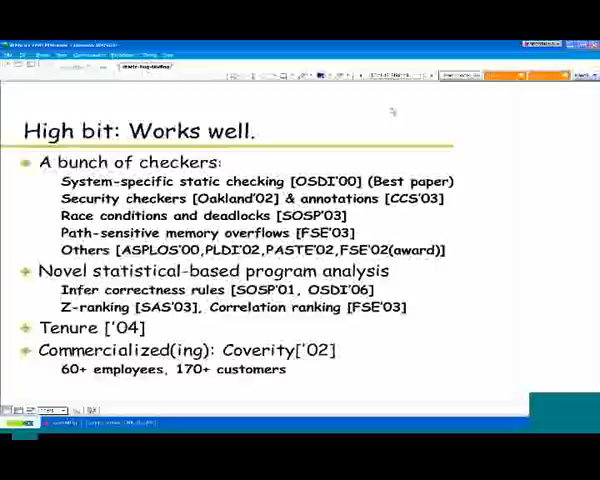 High bit: Works well.
A bunch of checkers:
System-specific static checking [OSDI'00] (Best paper)
Security checkers [Oakland'02] & annotations [CCS'03]
Race conditions and deadlocks [SOSP'03]
Path-sensitive memory overflows [FSE'03]
Others [ASPLOS'00,PLDI'02,PASTE'02,FSE'02(award)]
Novel statistical-based program analysis
Infer correctness rules [SOSP'01, OSDI'06]
Z-ranking [SAS'03], Correlation ranking [FSE'03]
Tenure ['04]
Commercialized(ing): Coverity['02]
60+ employees, 170+ customers